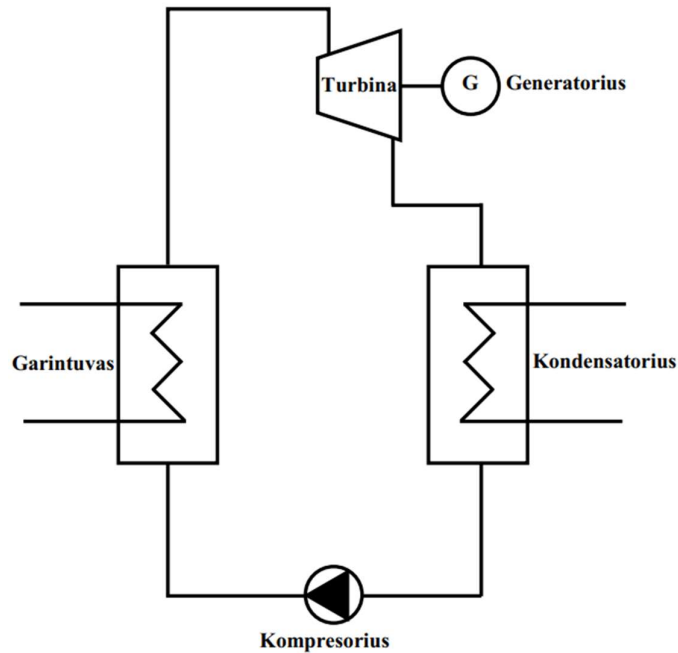 Turbina
G
Generatorius
Garintuvas
Kondensatorius
Kompresorius